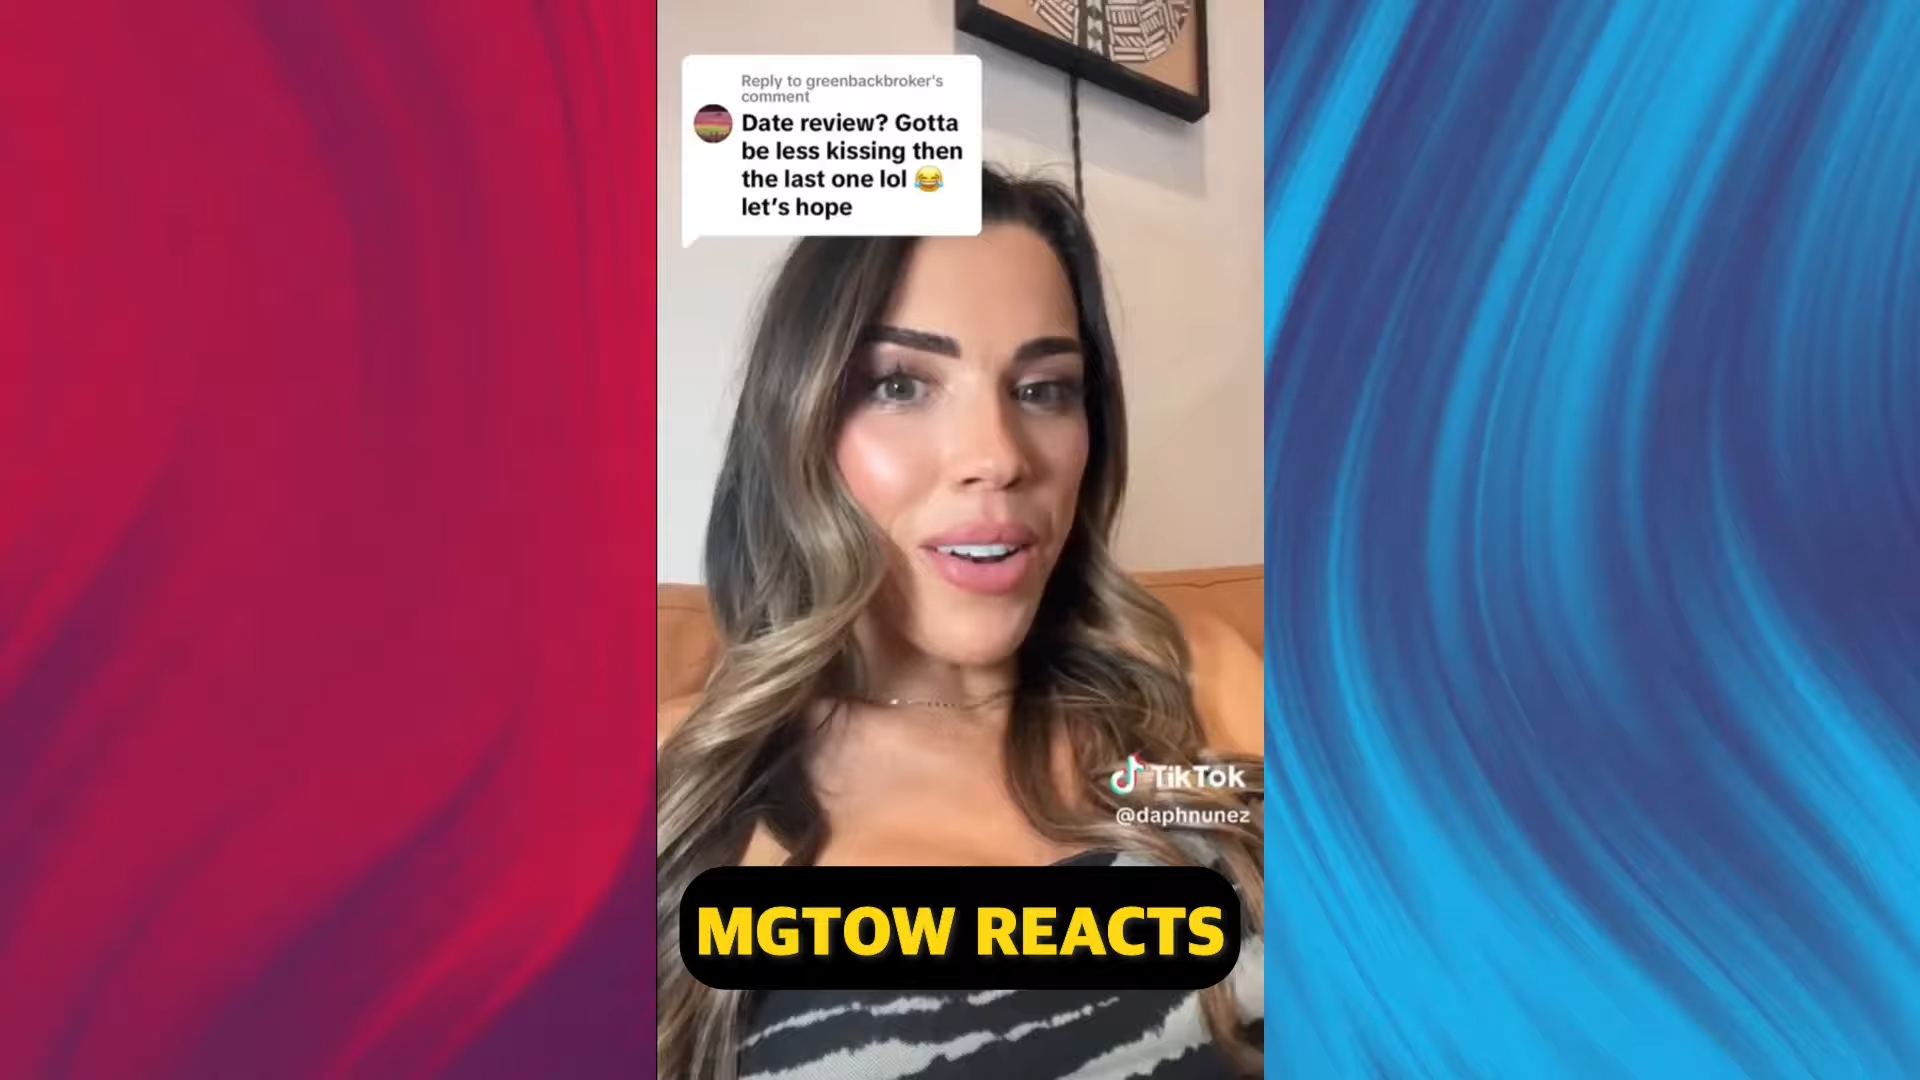 Reply to greenbackbroker's
comment
Date review? Gotta
be less kissing then
the last one lol 😂
let's hope
TikTok
@daphnunez
MGTOW REACTS